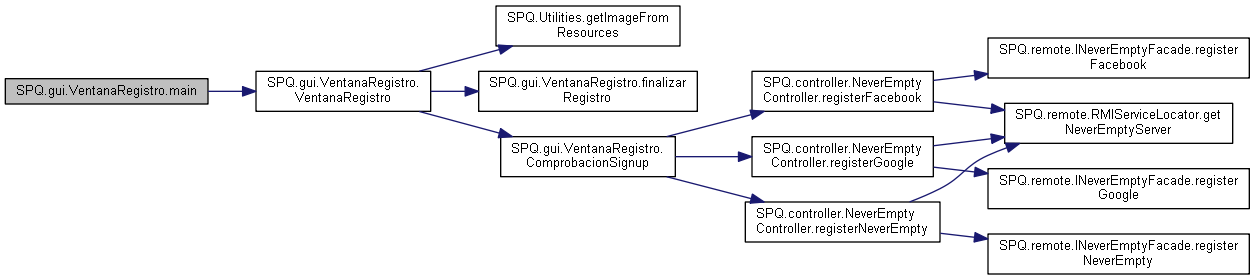 SPQ.gui.VentanaRegistro.main
SPQ.gui.VentanaRegistro.
VentanaRegistro
SPQ.Utilities.getImageFrom
Resources
SPQ.gui.VentanaRegistro.finalizar
Registro
SPQ.gui.VentanaRegistro.
ComprobacionSignup
SPQ.controller.NeverEmpty
Controller.registerFacebook
SPQ.controller.NeverEmpty
Controller.registerGoogle
SPQ.controller.NeverEmpty
Controller.registerNeverEmpty
SPQ.remote.INeverEmptyFacade.register
Facebook
SPQ.remote.RMIServiceLocator.get
NeverEmptyServer
SPQ.remote.INeverEmptyFacade.register
Google
SPQ.remote.INeverEmptyFacade.register
NeverEmpty